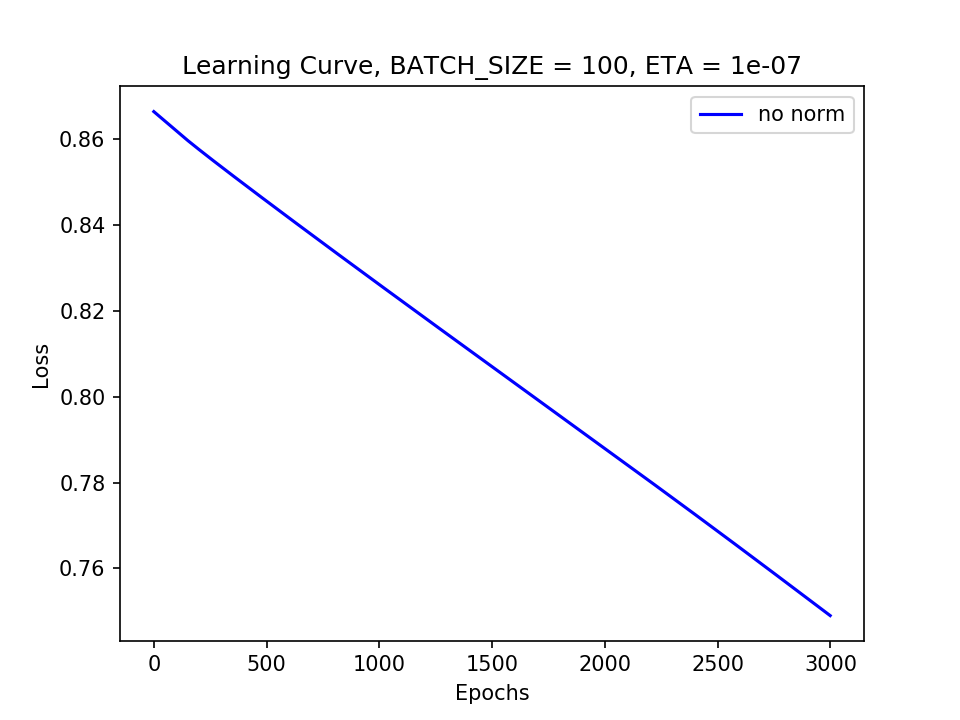 Learning Curve, BATCH_SIZE = 100, ETA = 1e-07
no norm
0.86
0.84
0.82
0.80
0.78
0.76
Loss
0 500 1000 1500 2000 2500 3000
Epochs